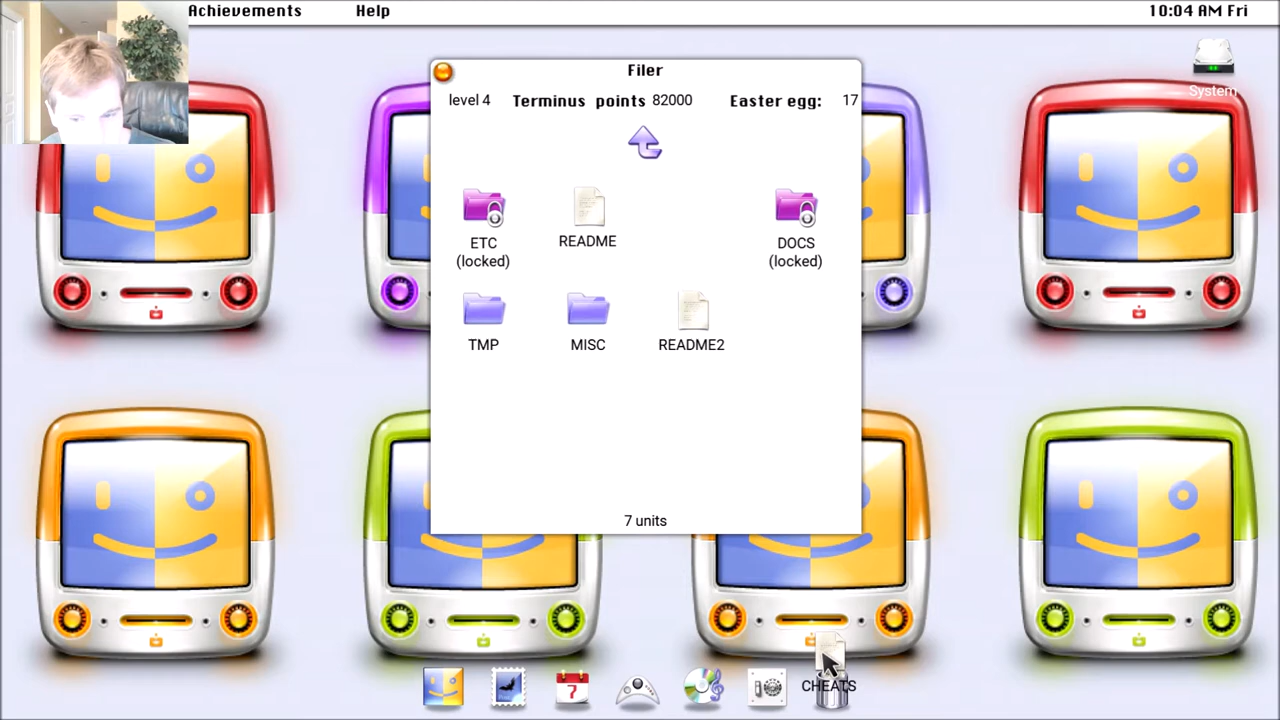 Achievements Help 10:04 AM Fri
Filer
level 4 Terminus points 82000 Easter egg: 17
System
ETC
(locked)
README
DOCS
(locked)
TMP
MISC
README2
7 units
7
CHEATS